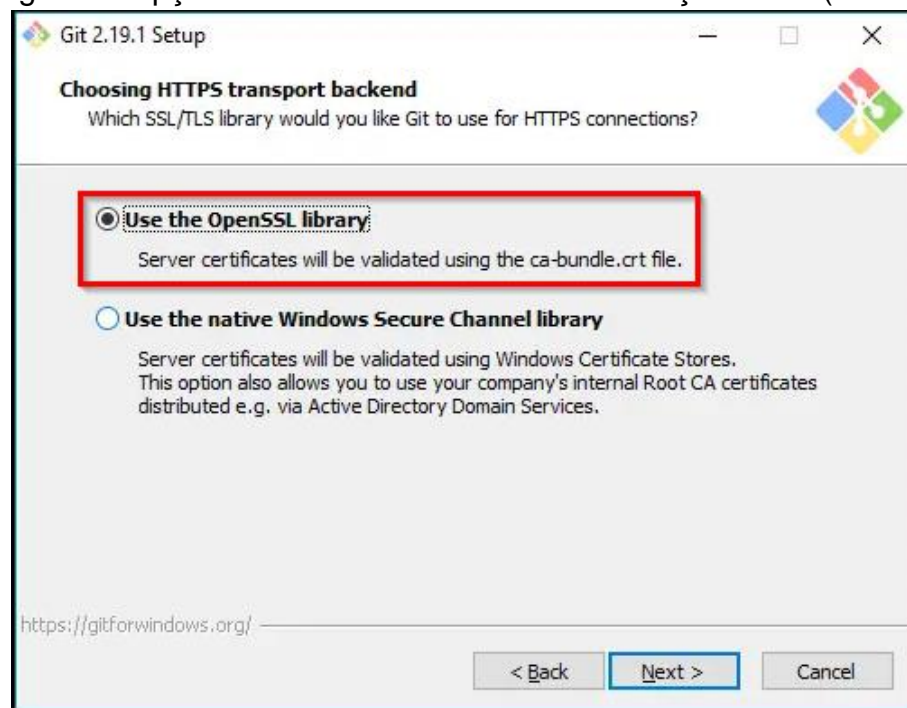 Git 2.19.1 Setup
Choosing HTTPS transport backend
Which SSL/TLS library would you like Git to use for HTTPS connections?
Use the OpenSSL library
Server certificates will be validated using the ca-bundle.crt file.
Use the native Windows Secure Channel library
Server certificates will be validated using Windows Certificate Stores.
This option also allows you to use your company's internal Root CA certificates
distributed e.g. via Active Directory Domain Services.
https://gitforwindows.org/
< Back Next > Cancel